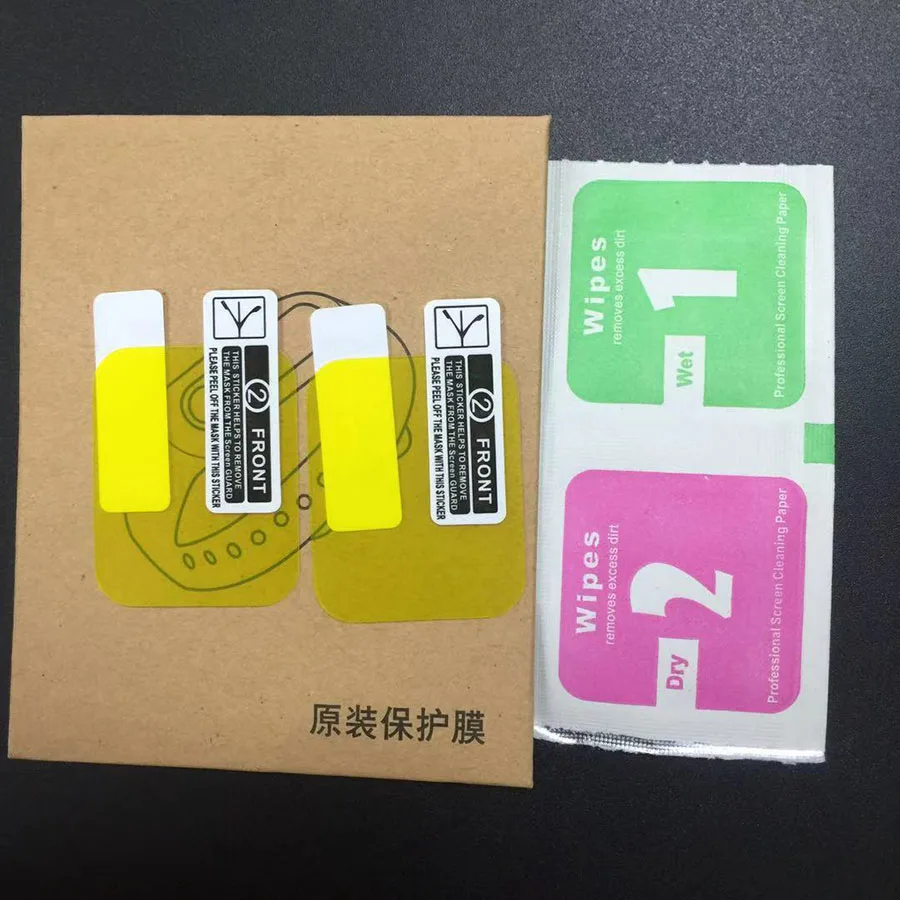 2 FRONT
THIS STICKER HELPS TO REMOVE
THE MASK FROM THE Screen GUARD
PLEASE PEEL OFF THE MASK WITH THIS STICKER
2 FRONT
THIS STICKER HELPS TO REMOVE
THE MASK FROM THE Screen GUARD
PLEASE PEEL OFF THE MASK WITH THIS STICKER
原装保护膜
Wipes
removes excess dirt
1
Wet
Professional Screen Cleaning Paper
Wipes
removes excess dirt
2
Dry
Professional Screen Cleaning Paper